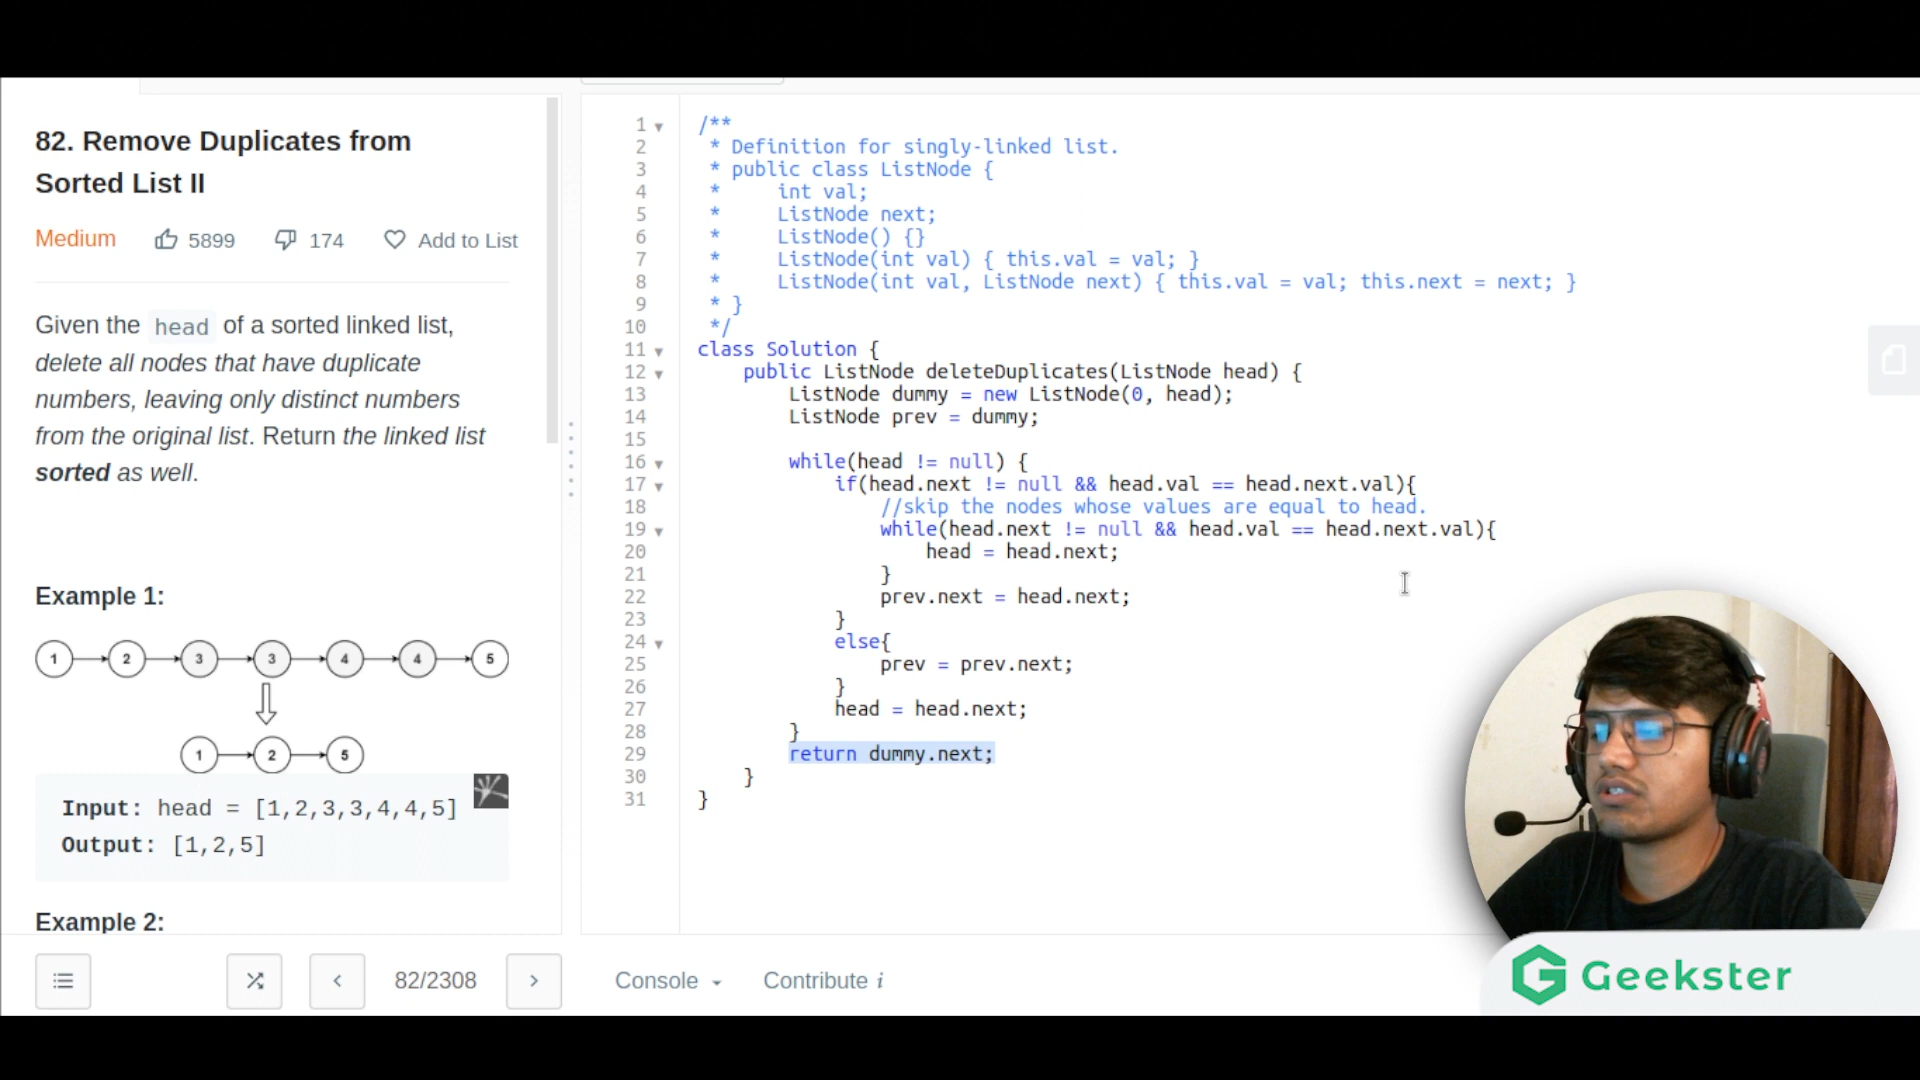 82. Remove Duplicates from
Sorted List II
Medium 5899 174 Add to List
Given the head of a sorted linked list,
delete all nodes that have duplicate
numbers, leaving only distinct numbers
from the original list. Return the linked list
sorted as well.
Example 1:
1 2 3 3 4 4 5
1 2 5
Input: head = [1,2,3,3,4,4,5]
Output: [1,2,5]
Example 2:
82/2308
1 /**
2 * Definition for singly-linked list.
3 * public class ListNode {
4 *     int val;
5 *     ListNode next;
6 *     ListNode() {}
7 *     ListNode(int val) { this.val = val; }
8 *     ListNode(int val, ListNode next) { this.val = val; this.next = next; }
9 * }
10 */
11 class Solution {
12     public ListNode deleteDuplicates(ListNode head) {
13         ListNode dummy = new ListNode(0, head);
14         ListNode prev = dummy;
15
16         while(head != null) {
17             if(head.next != null && head.val == head.next.val){
18                 //skip the nodes whose values are equal to head.
19                 while(head.next != null && head.val == head.next.val){
20                     head = head.next;
21                 }
22                 prev.next = head.next;
23             }
24             else{
25                 prev = prev.next;
26             }
27             head = head.next;
28         }
29         return dummy.next;
30     }
31 }
Console Contribute i
Geekster